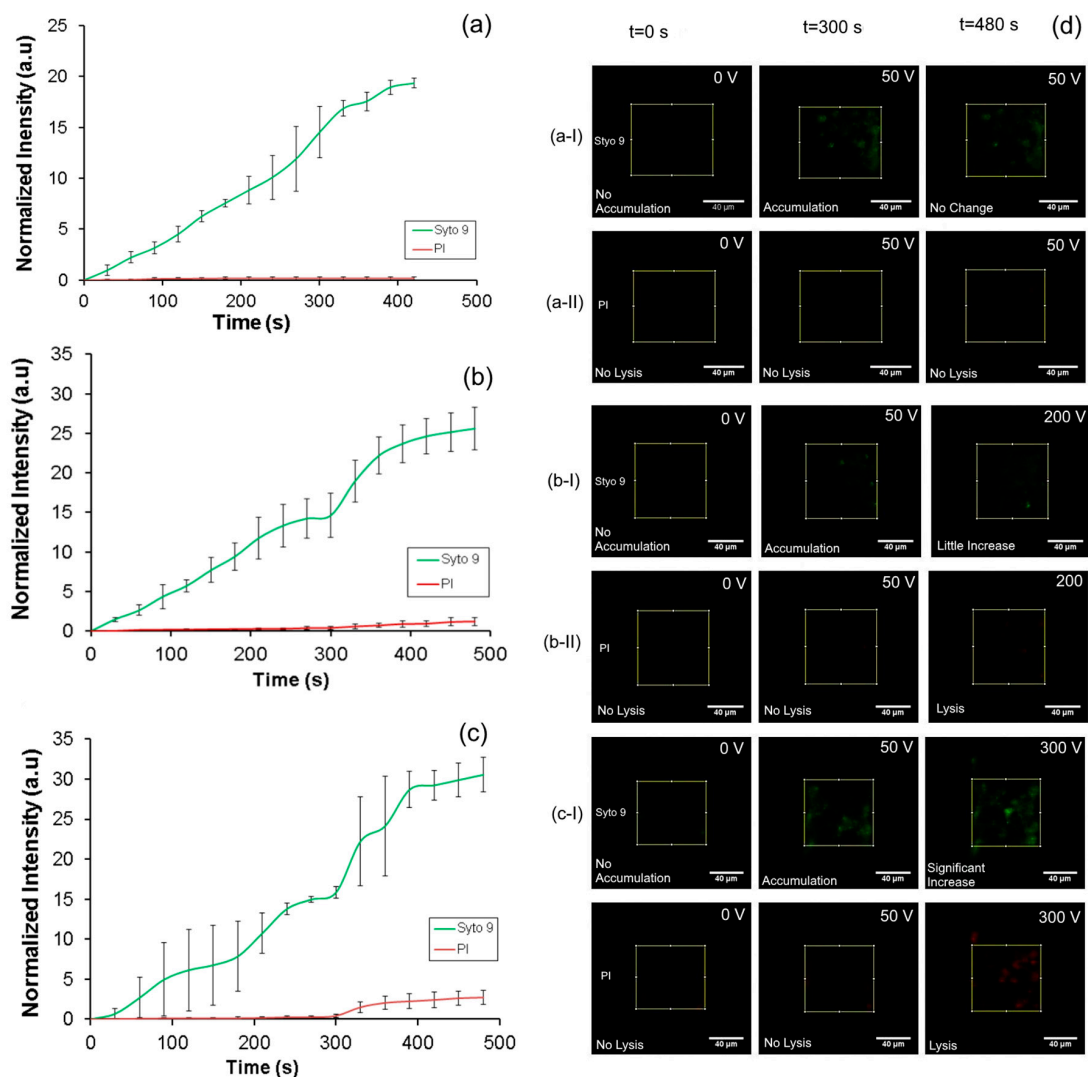 (a)
Normalized Inensity (a.u)
25
20
15
10
5
0
Syto 9
PI
0 100 200 300 400 500
Time (s)
(b)
Normalized Intensity (a.u)
35
30
25
20
15
10
5
0
Syto 9
PI
0 100 200 300 400 500
Time (s)
(c)
Normalized Intensity (a.u)
35
30
25
20
15
10
5
0
Syto 9
PI
0 100 200 300 400 500
Time (s)
t=0 s t=300 s t=480 s (d)
(a-I)
0 V 50 V 50 V
Styo 9
No
Accumulation Accumulation No Change
40 µm 40 µm 40 µm
(a-II)
0 V 50 V 50 V
PI
No Lysis No Lysis No Lysis
40 µm 40 µm 40 µm
(b-I)
0 V 50 V 200 V
Styo 9
No
Accumulation Accumulation Little Increase
40 µm 40 µm 40 µm
(b-II)
0 V 50 V 200
PI
No Lysis No Lysis Lysis
40 µm 40 µm 40 µm
(c-I)
0 V 50 V 300 V
Syto 9
No Significant
Accumulation Accumulation Increase
40 µm 40 µm 40 µm
0 V 50 V 300 V
PI
No Lysis No Lysis Lysis
40 µm 40 µm 40 µm